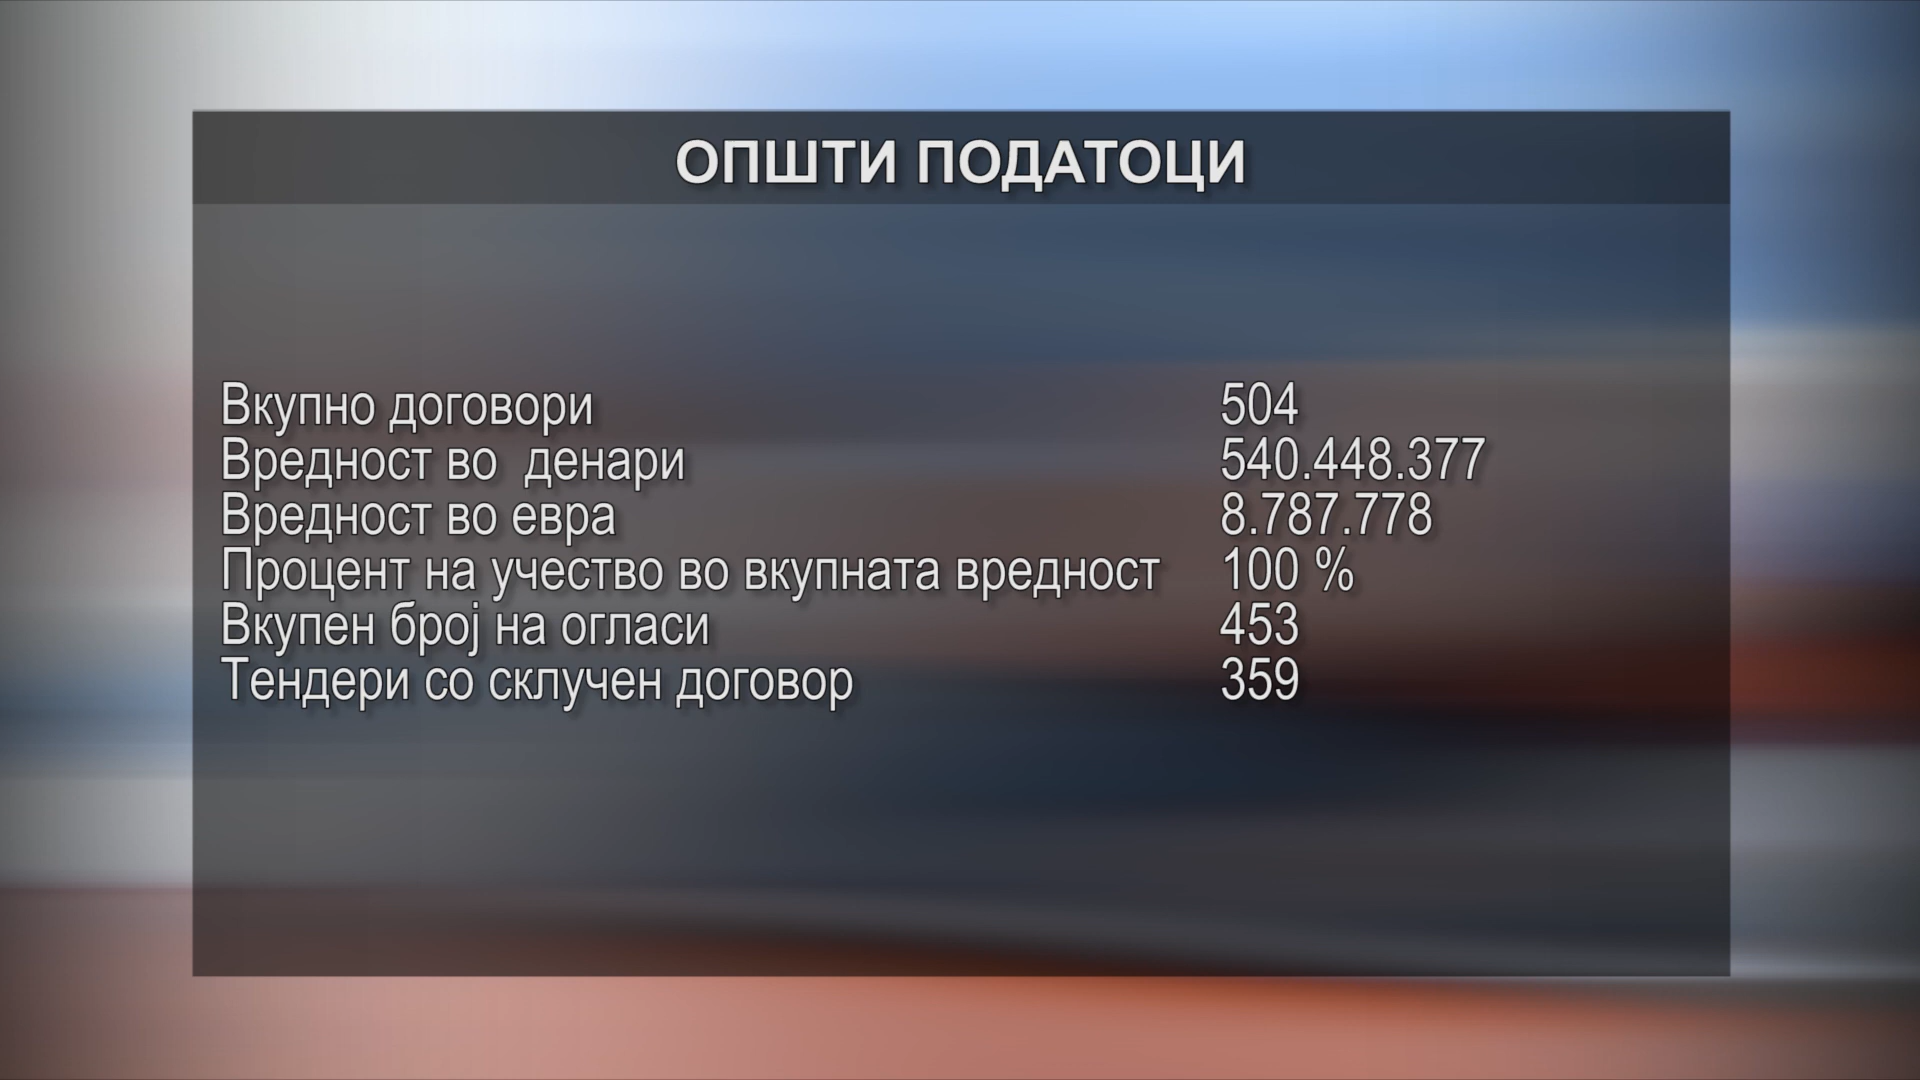 ОПШТИ ПОДАТОЦИ
Вкупно договори 504
Вредност во денари 540.448.377
Вредност во евра 8.787.778
Процент на учество во вкупната вредност 100 %
Вкупен број на огласи 453
Тендери со склучен договор 359